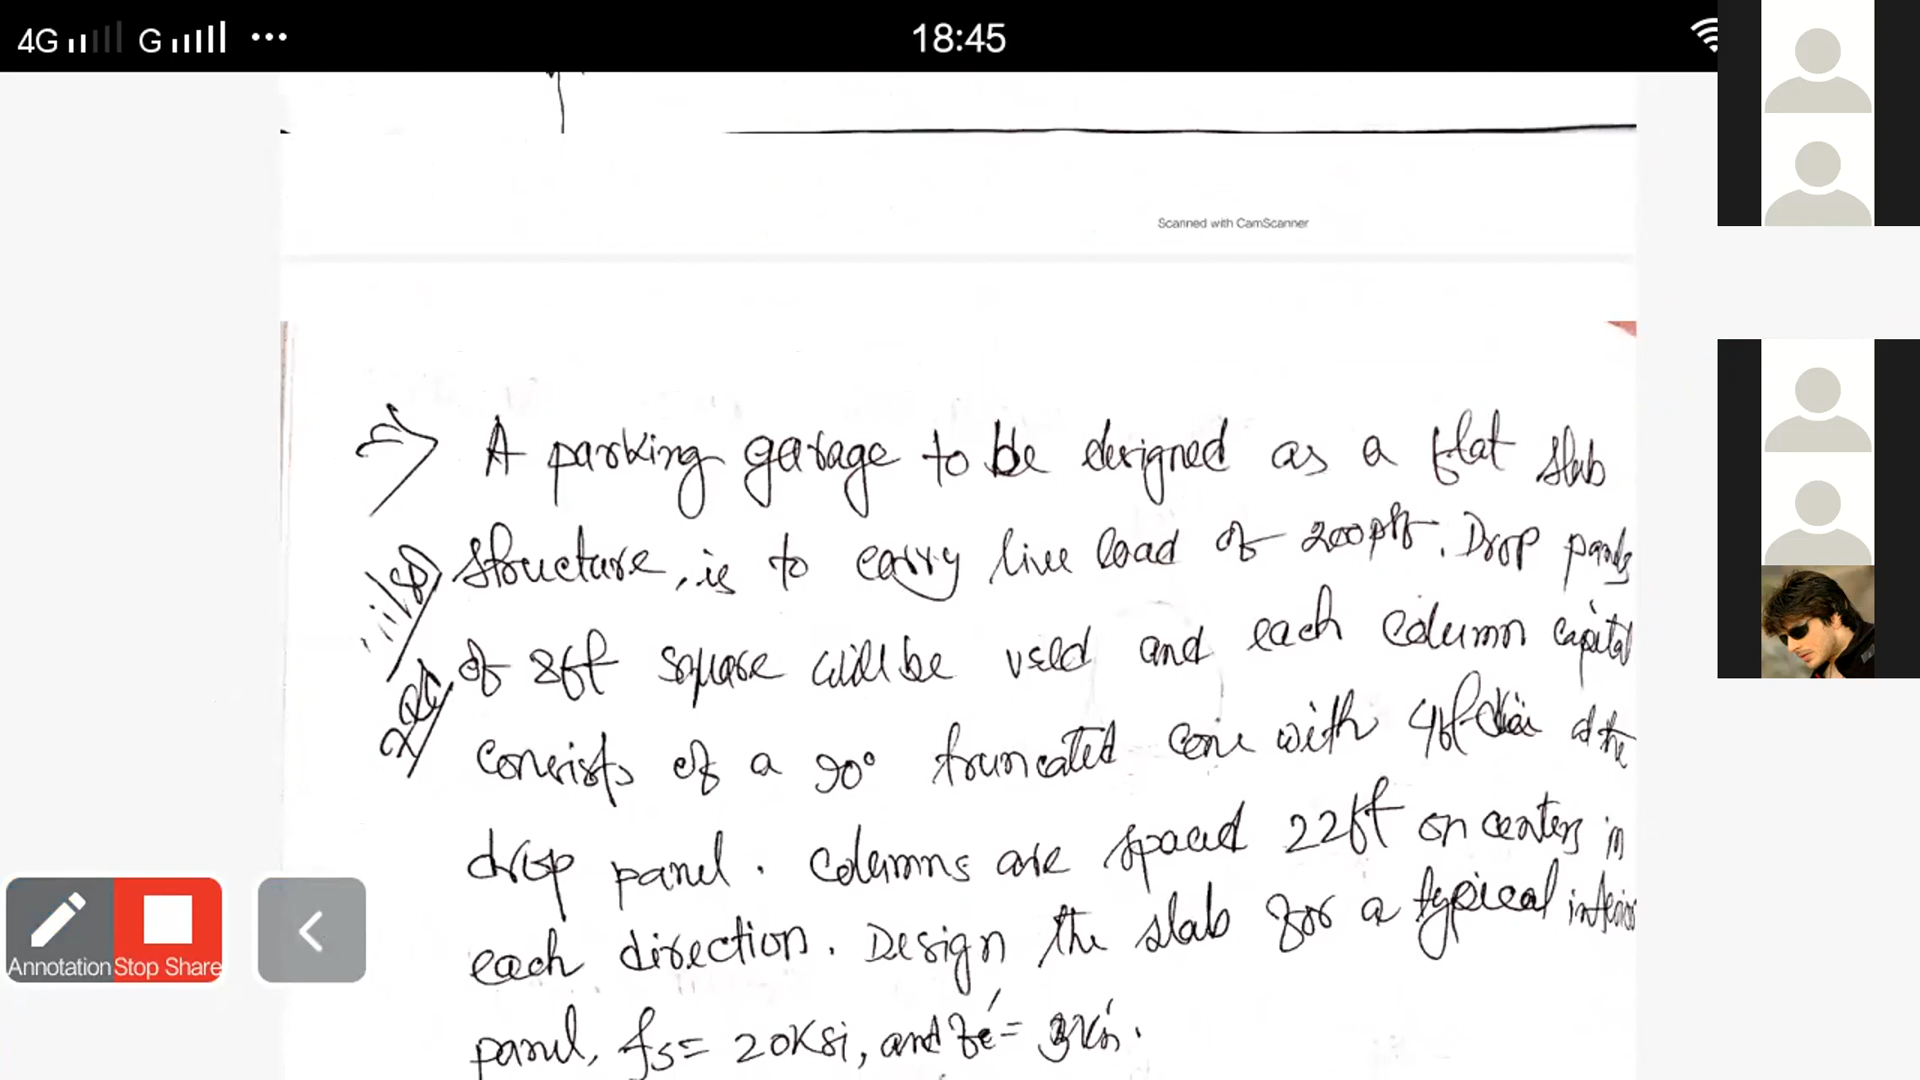 4G G ...
18:45
Scanned with CamScanner
A parking garage to be designed as a flat slab
structure, is to carry live load of 200psf. Drop panels
of 8ft square will be used and each column capital
consists of a 90° truncated cone with 4ft dia at the
drop panel. Columns are spaced 22ft on centers in
each direction. Design the slab for a typical interior
panel, fs = 20Ksi, and fc' = 3Ksi.
Annotation Stop Share